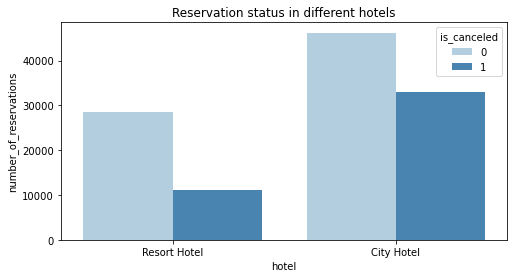 Reservation status in different hotels
is_canceled
0
1
number_of_reservations
40000
30000
20000
10000
0
Resort Hotel
City Hotel
hotel